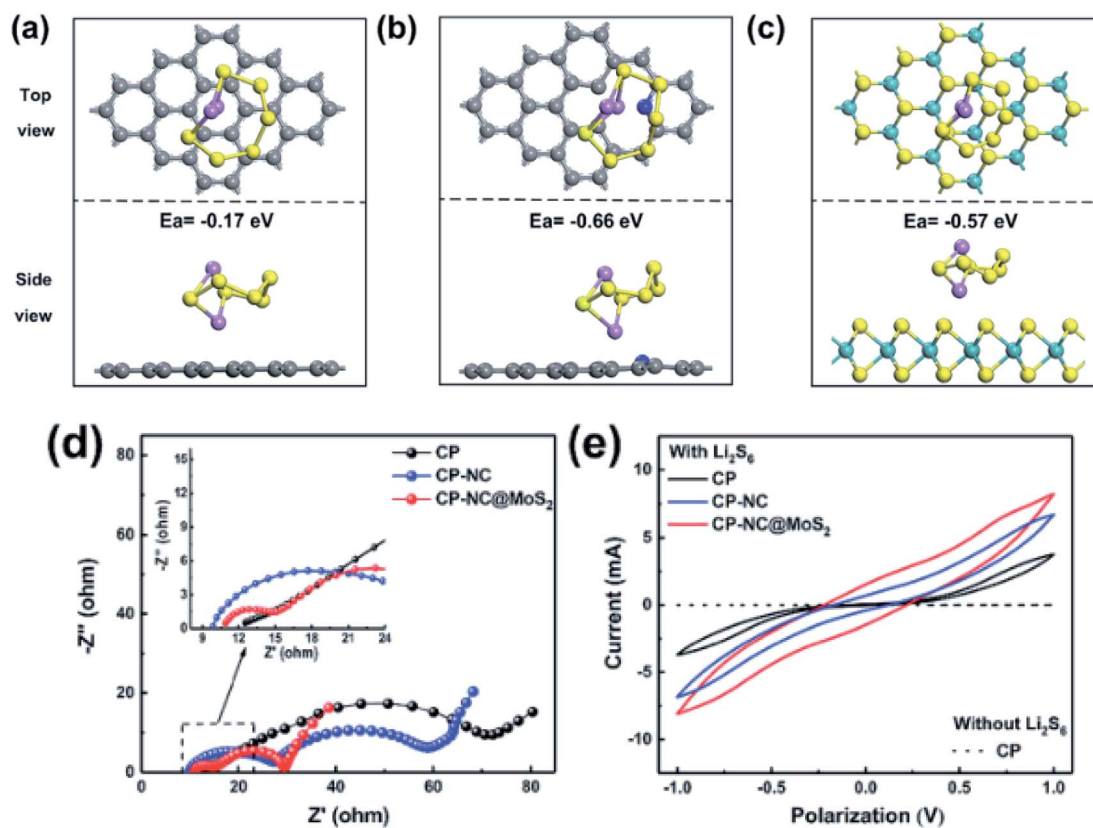 (a)
(b)
(c)
Top
view
Ea= -0.17 eV
Ea= -0.66 eV
Ea= -0.57 eV
Side
view
(d)
80
60
40
20
0
-Z'' (ohm)
0 20 40 60 80
Z' (ohm)
CP
CP-NC
CP-NC@MoS₂
15
12
9
6
3
0
-Z'' (ohm)
9 12 15 18 21 24
Z' (ohm)
(e)
10
5
0
-5
-10
Current (mA)
With Li₂S₆
CP
CP-NC
CP-NC@MoS₂
Without Li₂S₆
CP
-1.0 -0.5 0.0 0.5 1.0
Polarization (V)